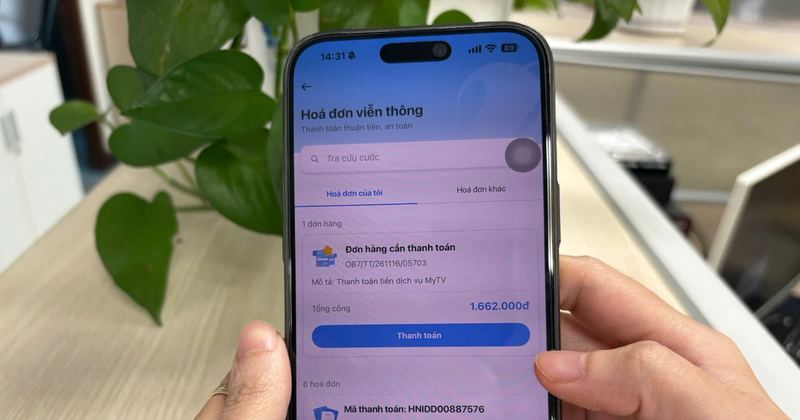 14:31
89
Hoá đơn viễn thông
Thanh toán thuận tiện, an toàn
Tra cứu cước
Hoá đơn của tôi
Hoá đơn khác
1 đơn hàng
Đơn hàng cần thanh toán
OB7/TT/261116/05703
Mô tả: Thanh toán tiền dịch vụ MyTV
Tổng cộng
1.662.000đ
Thanh toán
6 hoá đơn
Mã thanh toán: HNIDD00887576